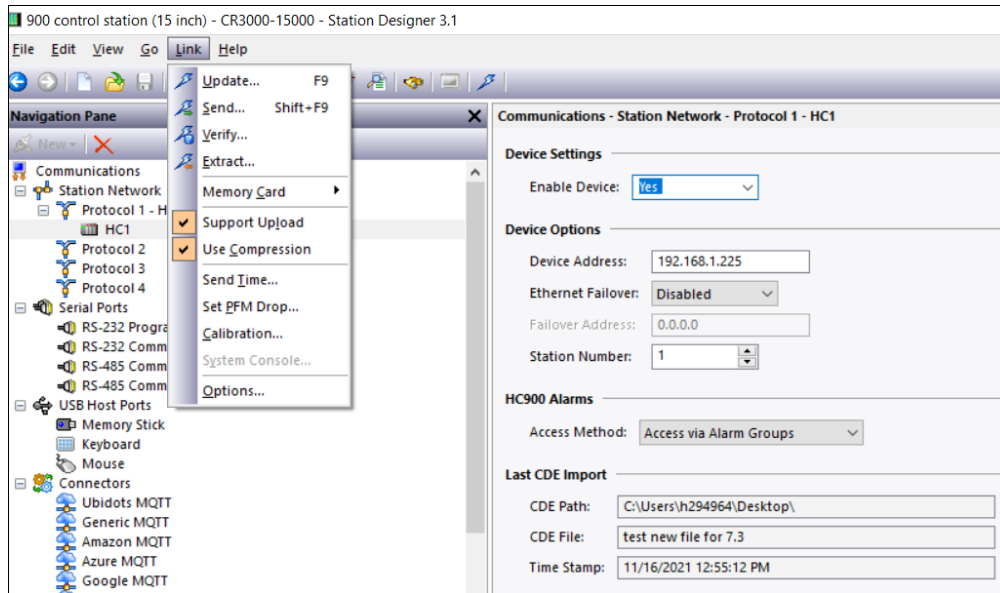 900 control station (15 inch) - CR3000-15000 - Station Designer 3.1
File Edit View Go Link Help
Update... F9
Send... Shift+F9
Verify...
Extract...
Memory Card
Support Upload
Use Compression
Send Time...
Set PFM Drop...
Calibration...
System Console...
Options...
Navigation Pane
New
Communications
Station Network
Protocol 1 - H
HC1
Protocol 2
Protocol 3
Protocol 4
Serial Ports
RS-232 Progra
RS-232 Comm
RS-485 Comm
RS-485 Comm
USB Host Ports
Memory Stick
Keyboard
Mouse
Connectors
Ubidots MQTT
Generic MQTT
Amazon MQTT
Azure MQTT
Google MQTT
Communications - Station Network - Protocol 1 - HC1
Device Settings
Enable Device: Yes
Device Options
Device Address: 192.168.1.225
Ethernet Failover: Disabled
Failover Address: 0.0.0.0
Station Number: 1
HC900 Alarms
Access Method: Access via Alarm Groups
Last CDE Import
CDE Path: C:\Users\h294964\Desktop\
CDE File: test new file for 7.3
Time Stamp: 11/16/2021 12:55:12 PM